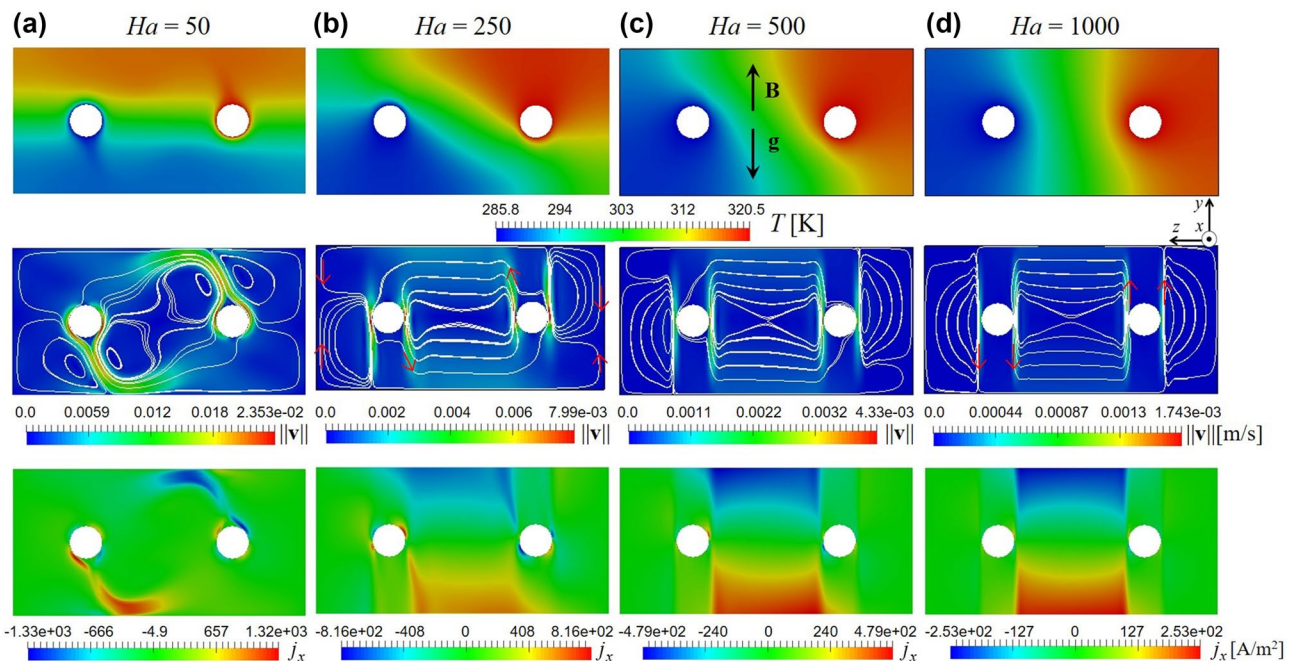 (a) Ha = 50 (b) Ha = 250 (c) Ha = 500 (d) Ha = 1000
B
g
285.8 294 303 312 320.5
T [K]
y
z x
0.0 0.0059 0.012 0.018 2.353e-02
||v||
0.0 0.002 0.004 0.006 7.99e-03
||v||
0.0 0.0011 0.0022 0.0032 4.33e-03
||v||
0.0 0.00044 0.00087 0.0013 1.743e-03
||v||[m/s]
-1.33e+03 -666 -4.9 657 1.32e+03
jx
-8.16e+02 -408 0 408 8.16e+02
jx
-4.79e+02 -240 0 240 4.79e+02
jx
-2.53e+02 -127 0 127 2.53e+02
jx [A/m²]